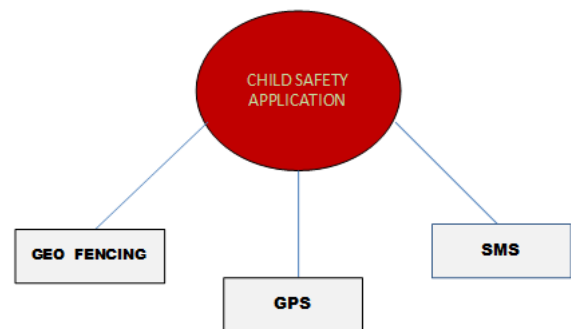 CHILD SAFETY
APPLICATION
GEO FENCING
GPS
SMS